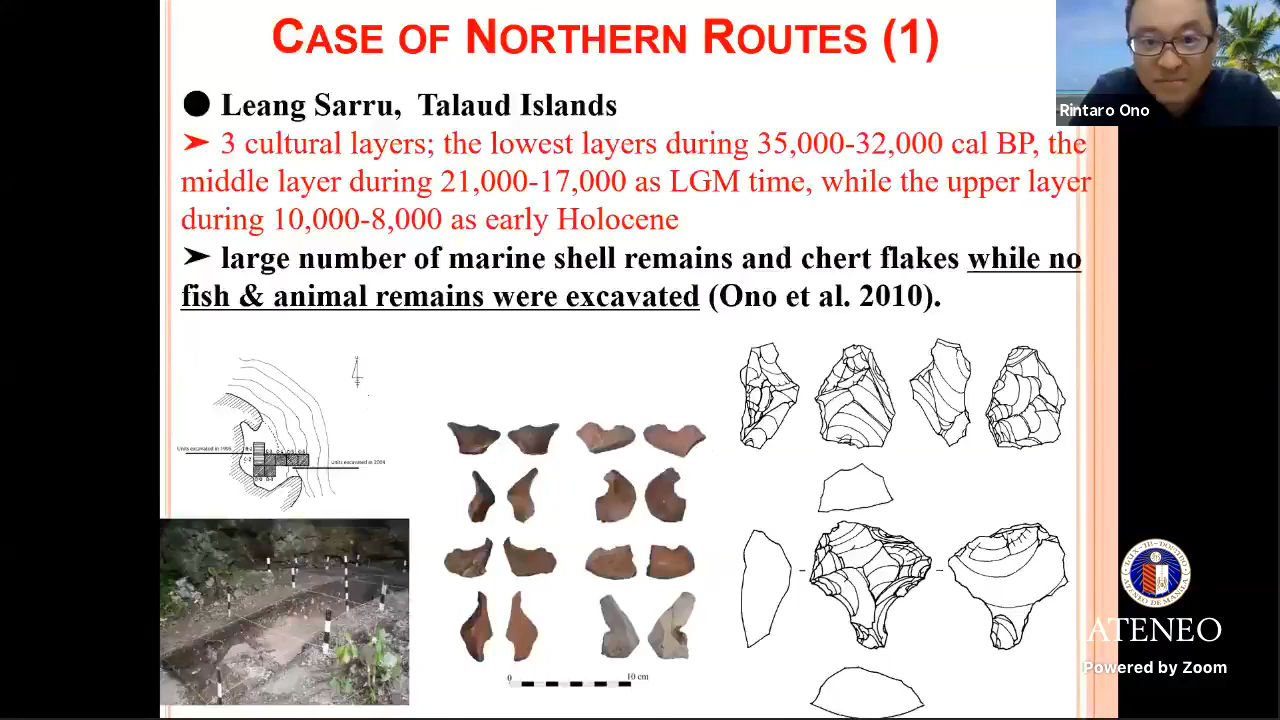 CASE OF NORTHERN ROUTES (1)
Rintaro Ono
● Leang Sarru, Talaud Islands
➤ 3 cultural layers; the lowest layers during 35,000-32,000 cal BP, the
middle layer during 21,000-17,000 as LGM time, while the upper layer
during 10,000-8,000 as early Holocene
➤ large number of marine shell remains and chert flakes while no
fish & animal remains were excavated (Ono et al. 2010).
Units excavated in 2004
0 10 cm
ATENEO
Powered by Zoom